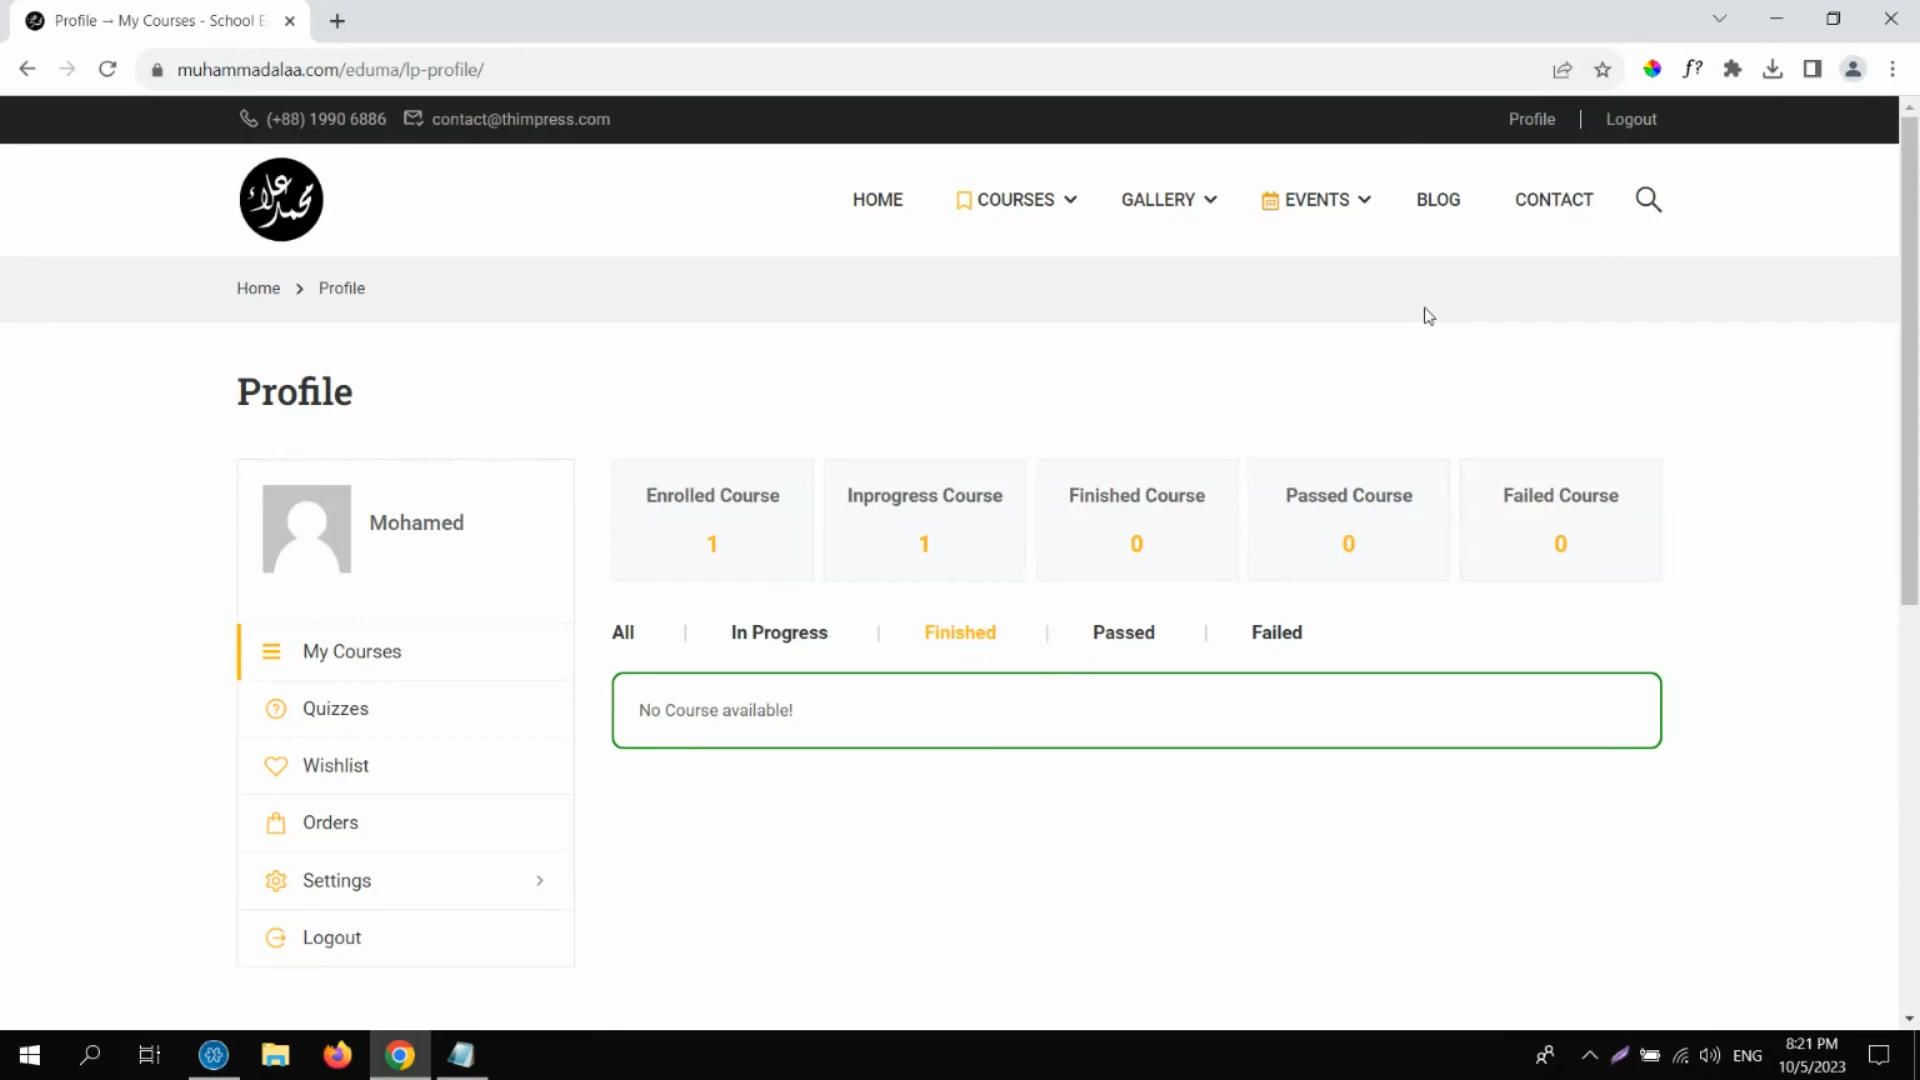 Profile → My Courses - School E
muhammadalaa.com/eduma/lp-profile/
f?
(+88) 1990 6886 contact@thimpress.com Profile | Logout
محمد علاء
HOME COURSES GALLERY EVENTS BLOG CONTACT
Home > Profile
Profile
Mohamed
Enrolled Course Inprogress Course Finished Course Passed Course Failed Course
1 1 0 0 0
All | In Progress | Finished | Passed | Failed
No Course available!
My Courses
Quizzes
Wishlist
Orders
Settings
Logout
ENG
8:21 PM
10/5/2023